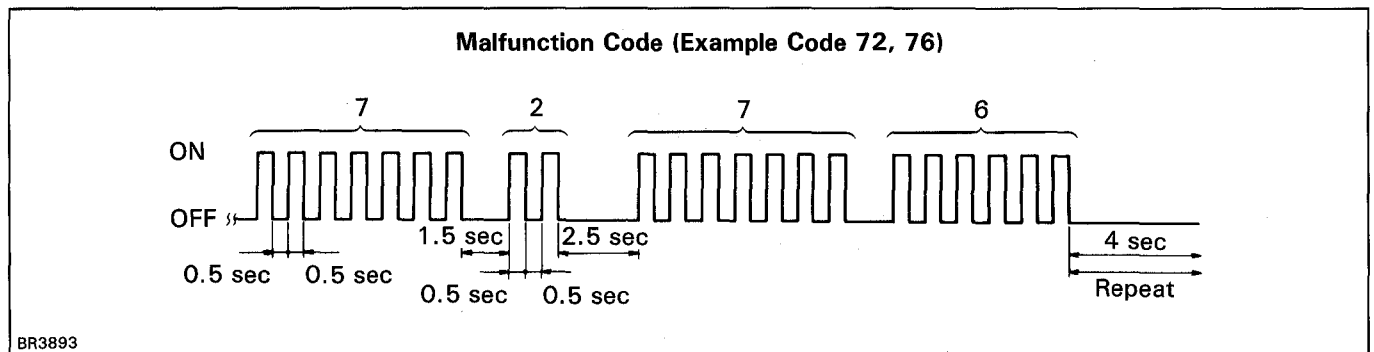 Malfunction Code (Example Code 72, 76)
7 2 7 6
ON
OFF
1.5 sec 2.5 sec 4 sec
0.5 sec 0.5 sec 0.5 sec 0.5 sec Repeat
BR3893